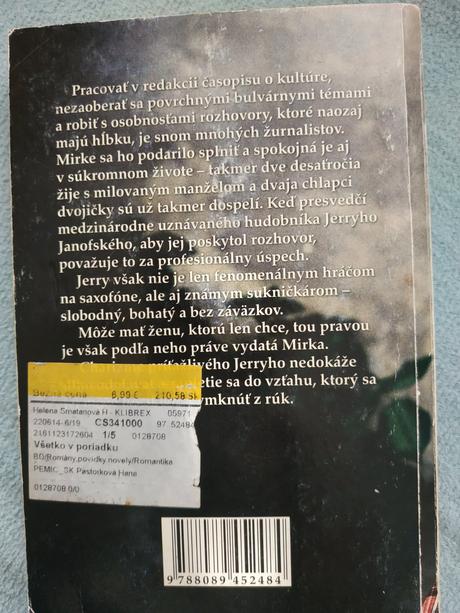 Pracovať v redakcii časopisu o kultúre,
nezaoberať sa povrchnými bulvárnymi témami
a robiť s osobnosťami rozhovory, ktoré naozaj
majú hĺbku, je snom mnohých žurnalistov.
Mirke sa ho podarilo splniť a spokojná je aj
v súkromnom živote – takmer dve desaťročia
žije s milovaným manželom a dvaja chlapci
dvojičky sú už takmer dospelí. Keď presvedčí
medzinárodne uznávaného hudobníka Jerryho
Janofského, aby jej poskytol rozhovor,
považuje to za profesionálny úspech.
Jerry však nie je len fenomenálnym hráčom
na saxofóne, ale aj známym sukničkárom –
slobodný, bohatý a bez záväzkov.
Môže mať ženu, ktorú len chce, tou pravou
je však podľa neho práve vydatá Mirka.
príťažlivého Jerryho nedokáže
sa do vzťahu, ktorý sa
z rúk.
Bežná cena 6,99 € 210,58 Sk
Helena Smatanová H - KLIBREX 05971
220614-6/19 CS341000 97 52484
2161123172604 1/5 0128708
Všetko v poriadku
BD/Romány,povídky,novely/Romantika
PEMIC_SK Pastorková Hana
0128708 0/0
9 788089 452484